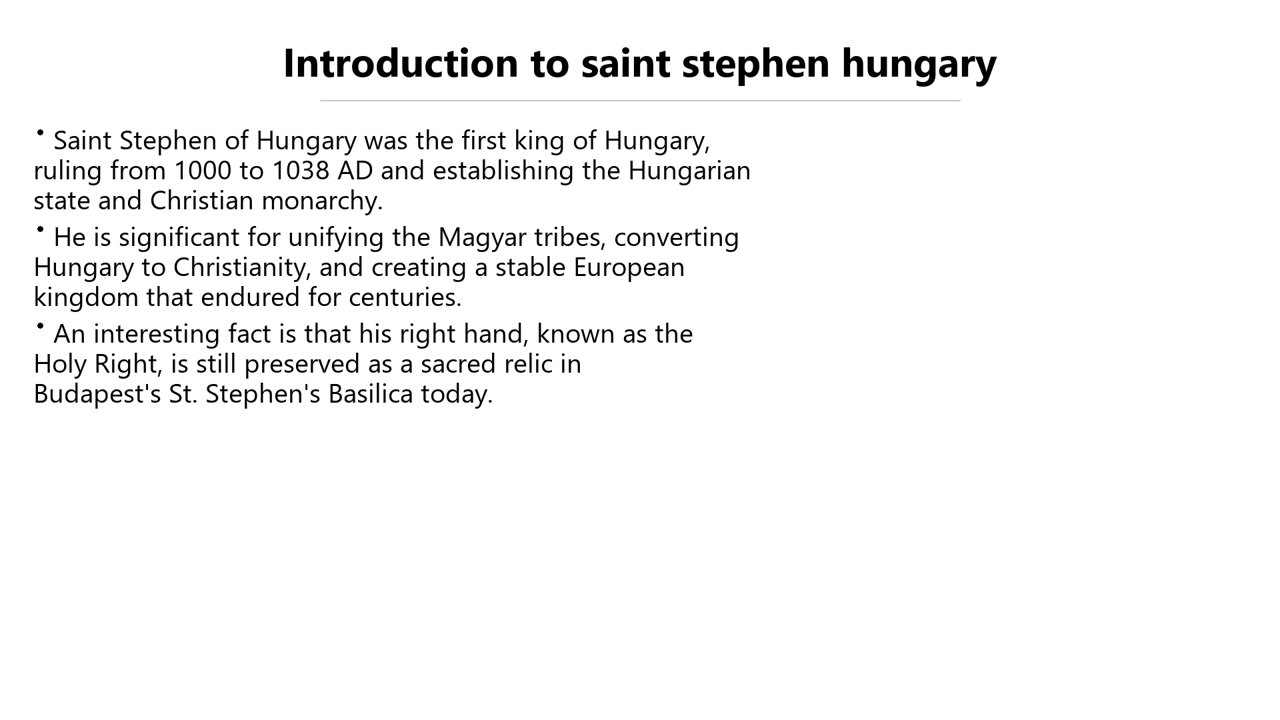 Introduction to saint stephen hungary
• Saint Stephen of Hungary was the first king of Hungary,
ruling from 1000 to 1038 AD and establishing the Hungarian
state and Christian monarchy.
• He is significant for unifying the Magyar tribes, converting
Hungary to Christianity, and creating a stable European
kingdom that endured for centuries.
• An interesting fact is that his right hand, known as the
Holy Right, is still preserved as a sacred relic in
Budapest's St. Stephen's Basilica today.